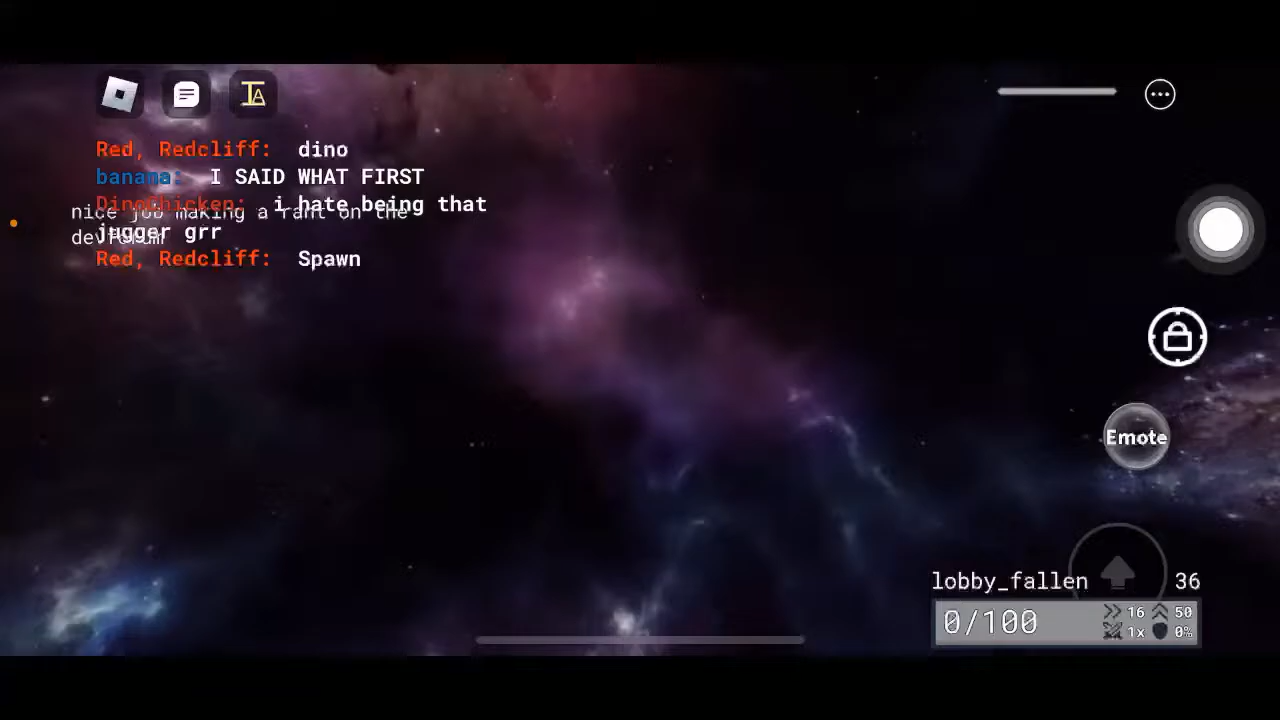 Red, Redcliff: dino
banana: I SAID WHAT FIRST
DinoChicken: i hate being that
nice job making a rant on the
jugger grr
devforum
Red, Redcliff: Spawn
Emote
lobby_fallen 36
0/100 16 50
1x 0%